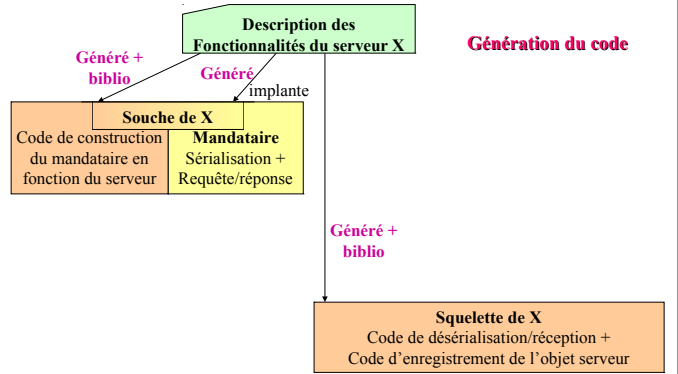 Description des
Fonctionnalités du serveur X
Génération du code
Généré +
biblio
Généré
implante
Souche de X
Code de construction
du mandataire en
fonction du serveur
Mandataire
Sérialisation +
Requête/réponse
Généré +
biblio
Squelette de X
Code de désérialisation/réception +
Code d'enregistrement de l'objet serveur